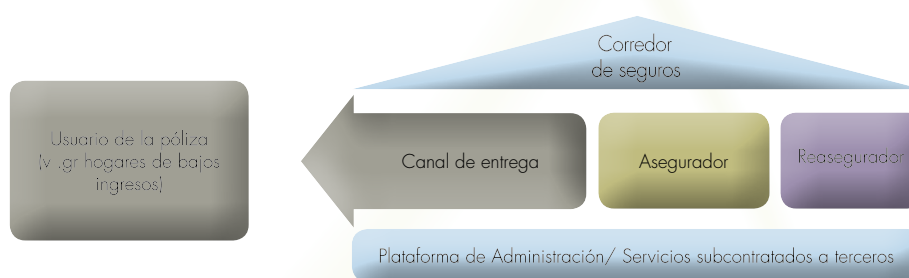 Corredor
de seguros
Usuario de la póliza
(v .gr hogares de bajos
ingresos)
Canal de entrega
Asegurador
Reasegurador
Plataforma de Administración/ Servicios subcontratados a terceros